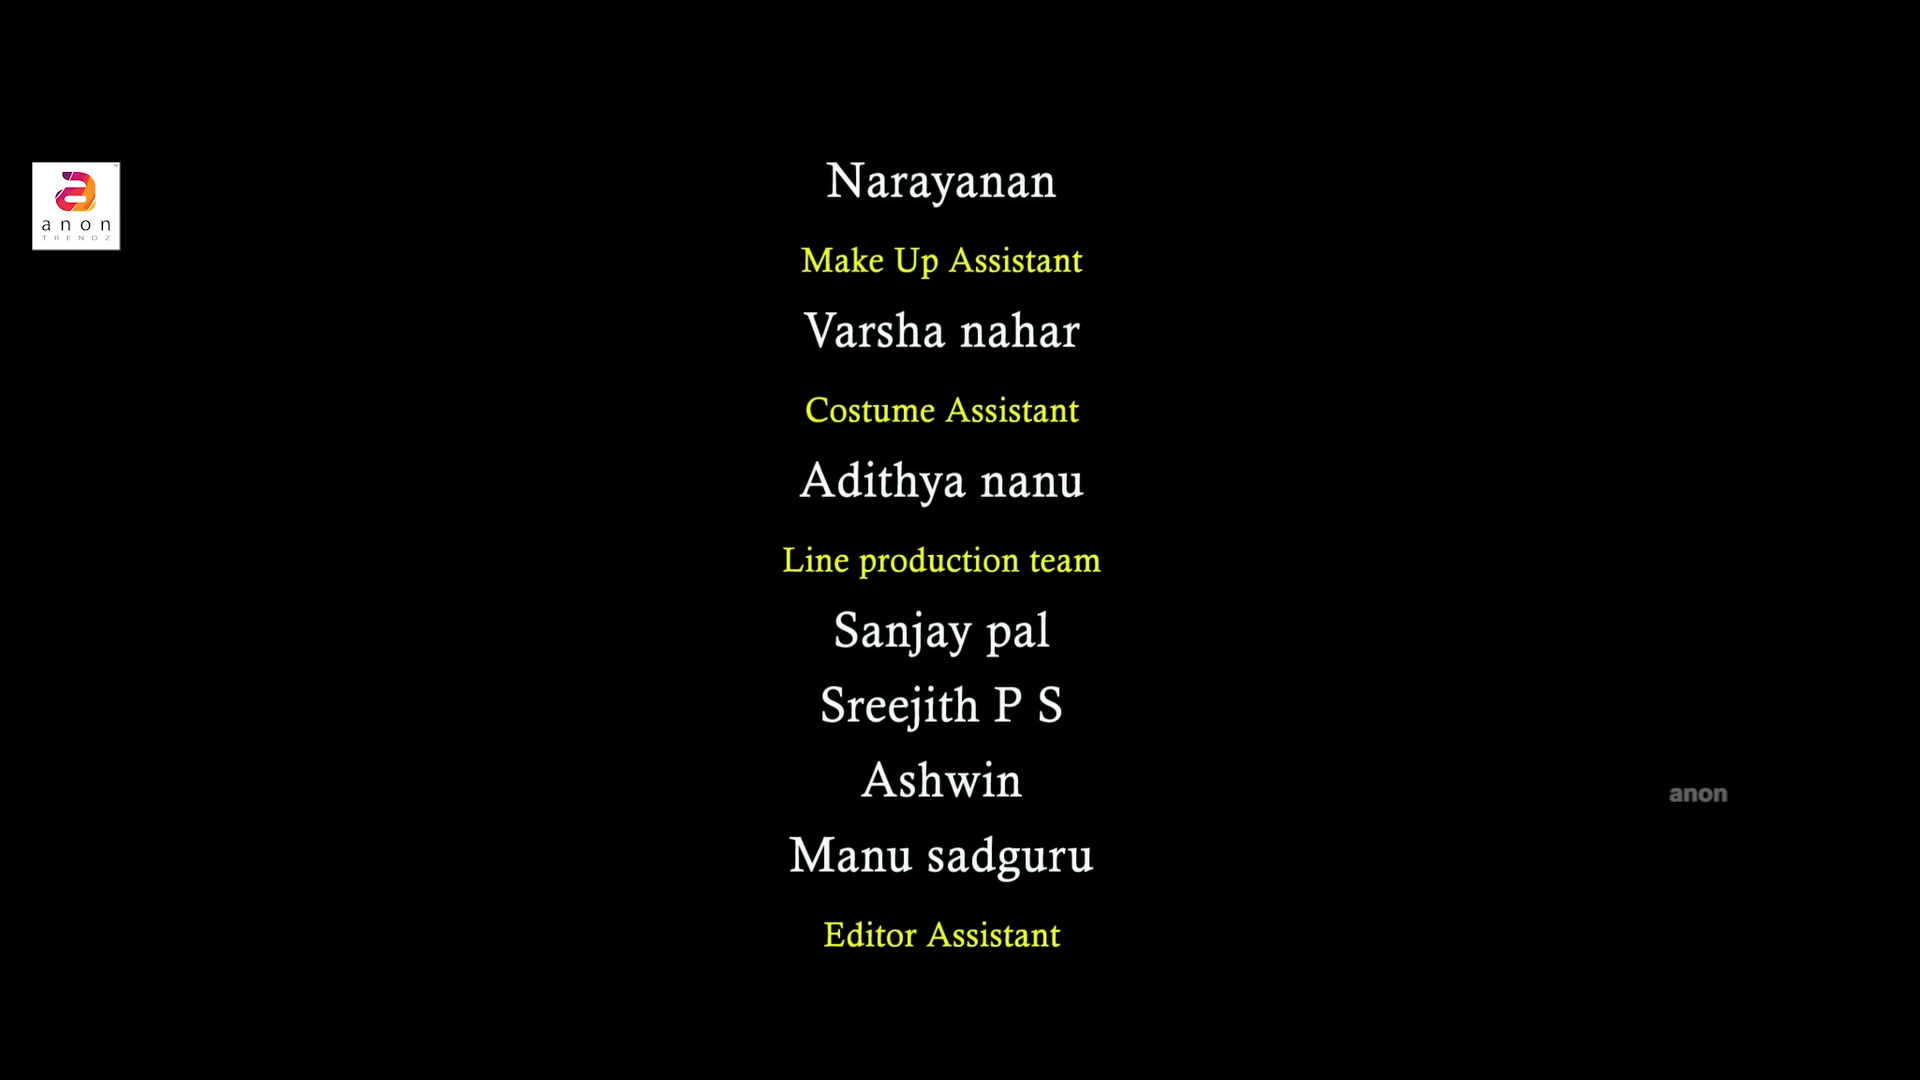 anon
TRENDZ
Narayanan
Make Up Assistant
Varsha nahar
Costume Assistant
Adithya nanu
Line production team
Sanjay pal
Sreejith P S
Ashwin
Manu sadguru
Editor Assistant
anon